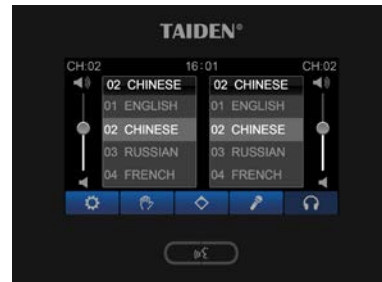 TAIDEN®
CH:02 16:01 CH:02
02 CHINESE 02 CHINESE
01 ENGLISH 01 ENGLISH
02 CHINESE 02 CHINESE
03 RUSSIAN 03 RUSSIAN
04 FRENCH 04 FRENCH